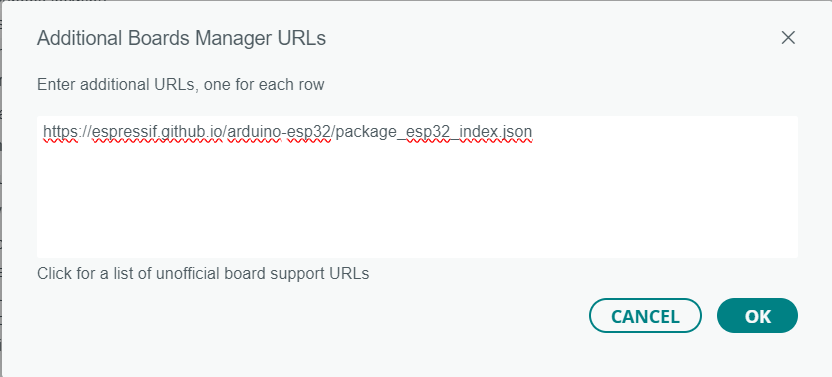 Additional Boards Manager URLs
Enter additional URLs, one for each row
https://espressif.github.io/arduino-esp32/package_esp32_index.json
Click for a list of unofficial board support URLs
CANCEL OK